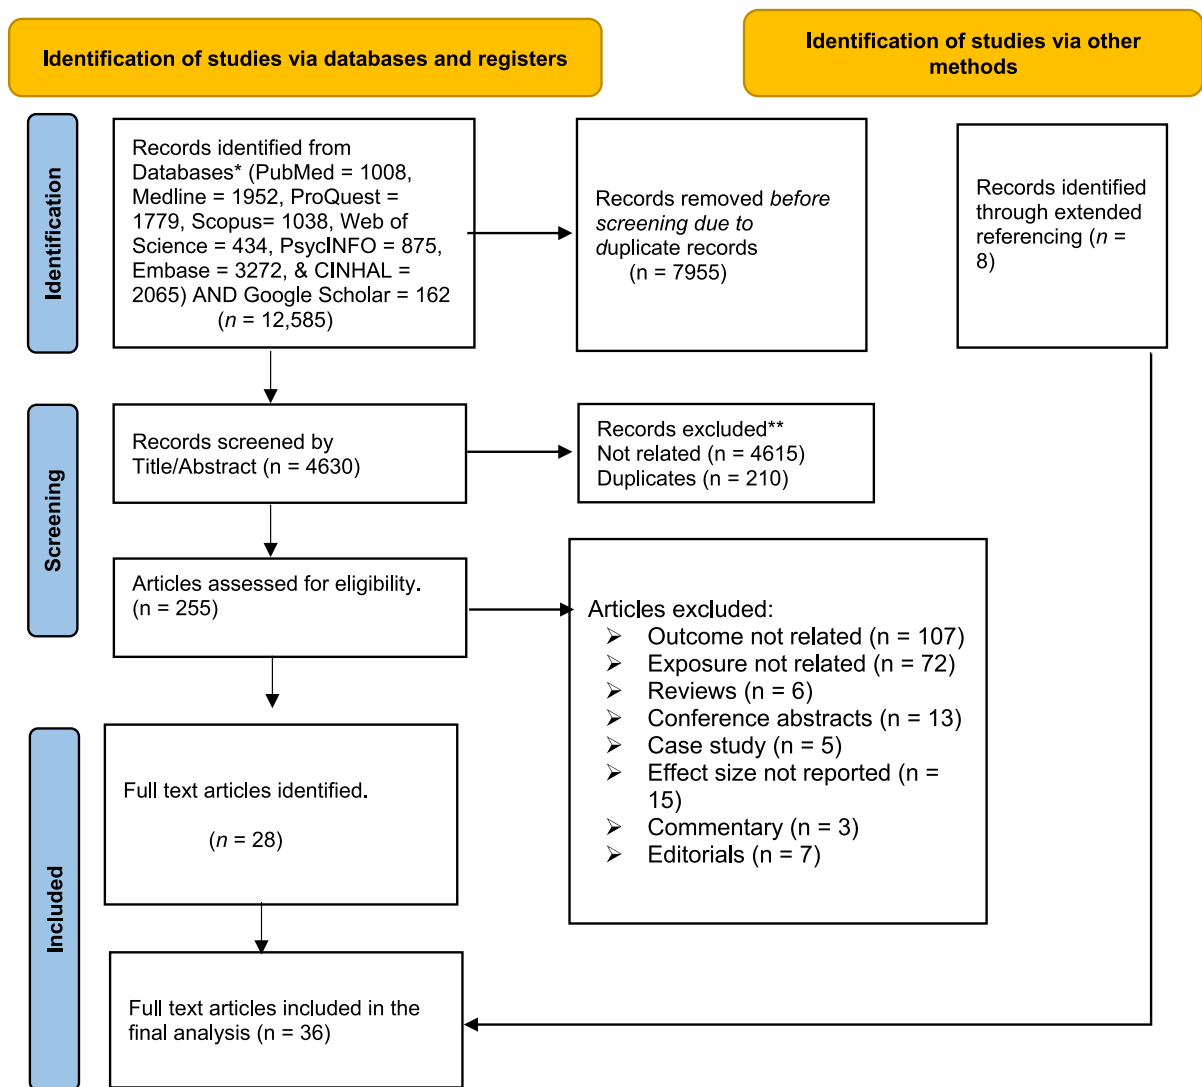 Identification of studies via databases and registers
Identification of studies via other
methods
Identification
Records identified from
Databases* (PubMed = 1008,
Medline = 1952, ProQuest =
1779, Scopus= 1038, Web of
Science = 434, PsycINFO = 875,
Embase = 3272, & CINHAL =
2065) AND Google Scholar = 162
(n = 12,585)
Records removed before
screening due to
duplicate records
(n = 7955)
Records identified
through extended
referencing (n =
8)
Screening
Records screened by
Title/Abstract (n = 4630)
Records excluded**
Not related (n = 4615)
Duplicates (n = 210)
Articles assessed for eligibility.
(n = 255)
Articles excluded:
➢ Outcome not related (n = 107)
➢ Exposure not related (n = 72)
➢ Reviews (n = 6)
➢ Conference abstracts (n = 13)
➢ Case study (n = 5)
➢ Effect size not reported (n =
15)
➢ Commentary (n = 3)
➢ Editorials (n = 7)
Included
Full text articles identified.
(n = 28)
Full text articles included in the
final analysis (n = 36)